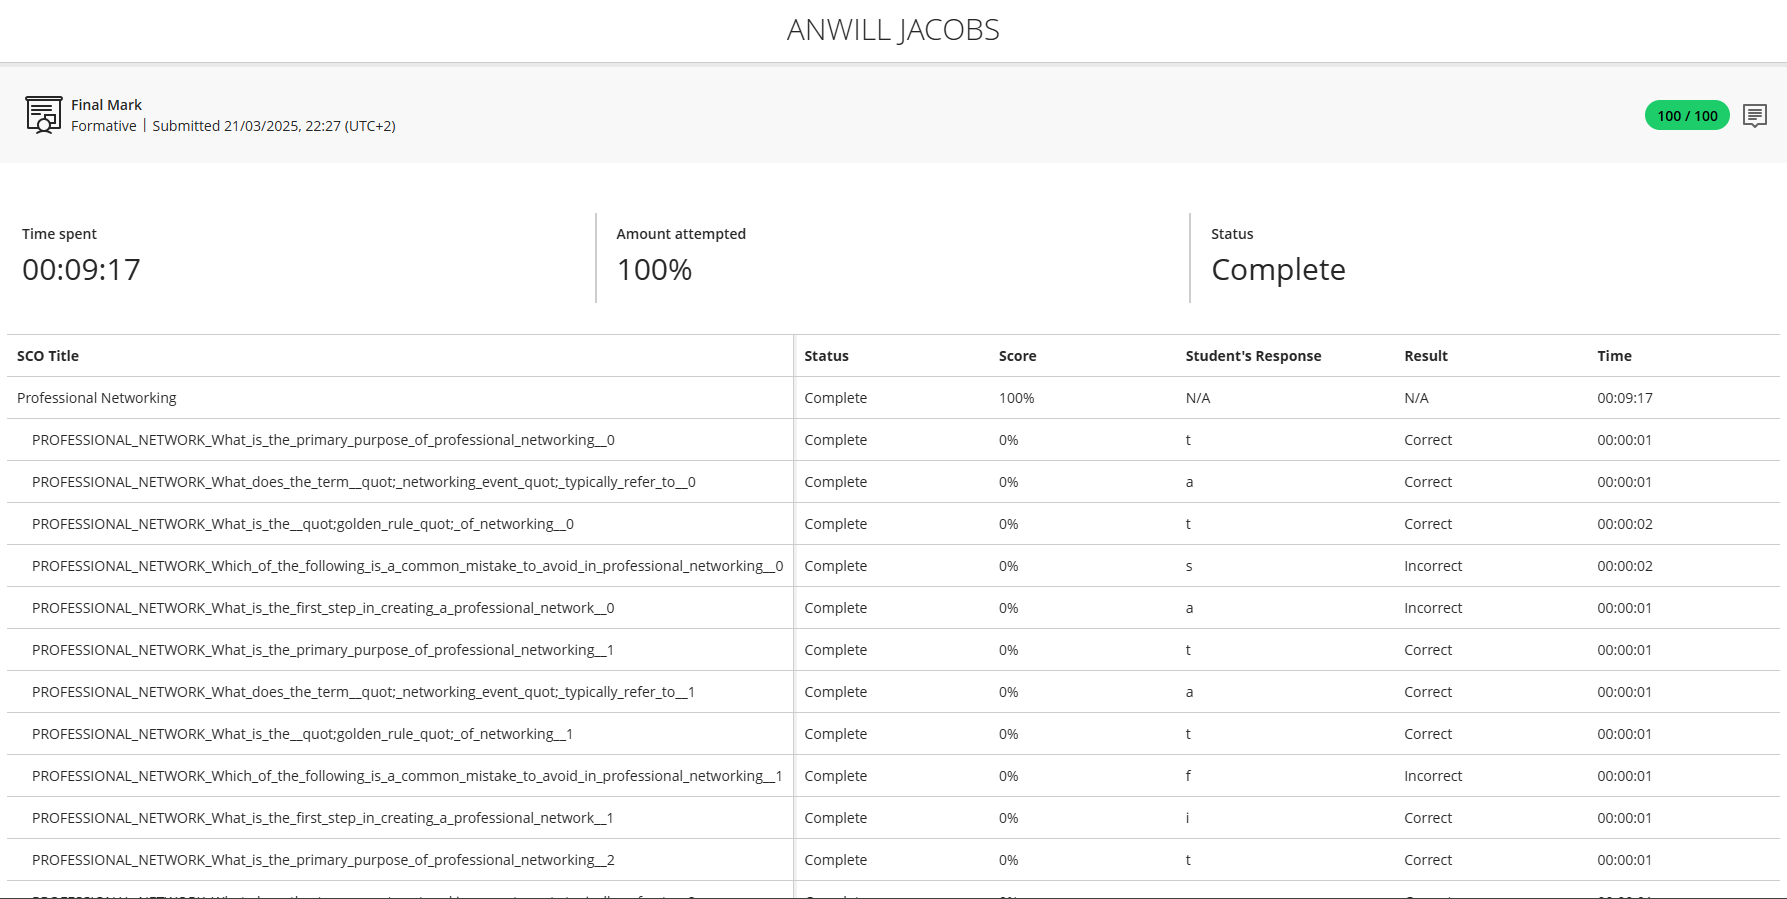 ANWILL JACOBS
Final Mark
Formative | Submitted 21/03/2025, 22:27 (UTC+2)
100 / 100
Time spent
00:09:17
Amount attempted
100%
Status
Complete
SCO Title Status Score Student's Response Result Time
Professional Networking Complete 100% N/A N/A 00:09:17
PROFESSIONAL_NETWORK_What_is_the_primary_purpose_of_professional_networking__0 Complete 0% t Correct 00:00:01
PROFESSIONAL_NETWORK_What_does_the_term__quot;_networking_event_quot;_typically_refer_to__0 Complete 0% a Correct 00:00:01
PROFESSIONAL_NETWORK_What_is_the__quot;golden_rule_quot;_of_networking__0 Complete 0% t Correct 00:00:02
PROFESSIONAL_NETWORK_Which_of_the_following_is_a_common_mistake_to_avoid_in_professional_networking__0 Complete 0% s Incorrect 00:00:02
PROFESSIONAL_NETWORK_What_is_the_first_step_in_creating_a_professional_network__0 Complete 0% a Incorrect 00:00:01
PROFESSIONAL_NETWORK_What_is_the_primary_purpose_of_professional_networking__1 Complete 0% t Correct 00:00:01
PROFESSIONAL_NETWORK_What_does_the_term__quot;_networking_event_quot;_typically_refer_to__1 Complete 0% a Correct 00:00:01
PROFESSIONAL_NETWORK_What_is_the__quot;golden_rule_quot;_of_networking__1 Complete 0% t Correct 00:00:01
PROFESSIONAL_NETWORK_Which_of_the_following_is_a_common_mistake_to_avoid_in_professional_networking__1 Complete 0% f Incorrect 00:00:01
PROFESSIONAL_NETWORK_What_is_the_first_step_in_creating_a_professional_network__1 Complete 0% i Correct 00:00:01
PROFESSIONAL_NETWORK_What_is_the_primary_purpose_of_professional_networking__2 Complete 0% t Correct 00:00:01